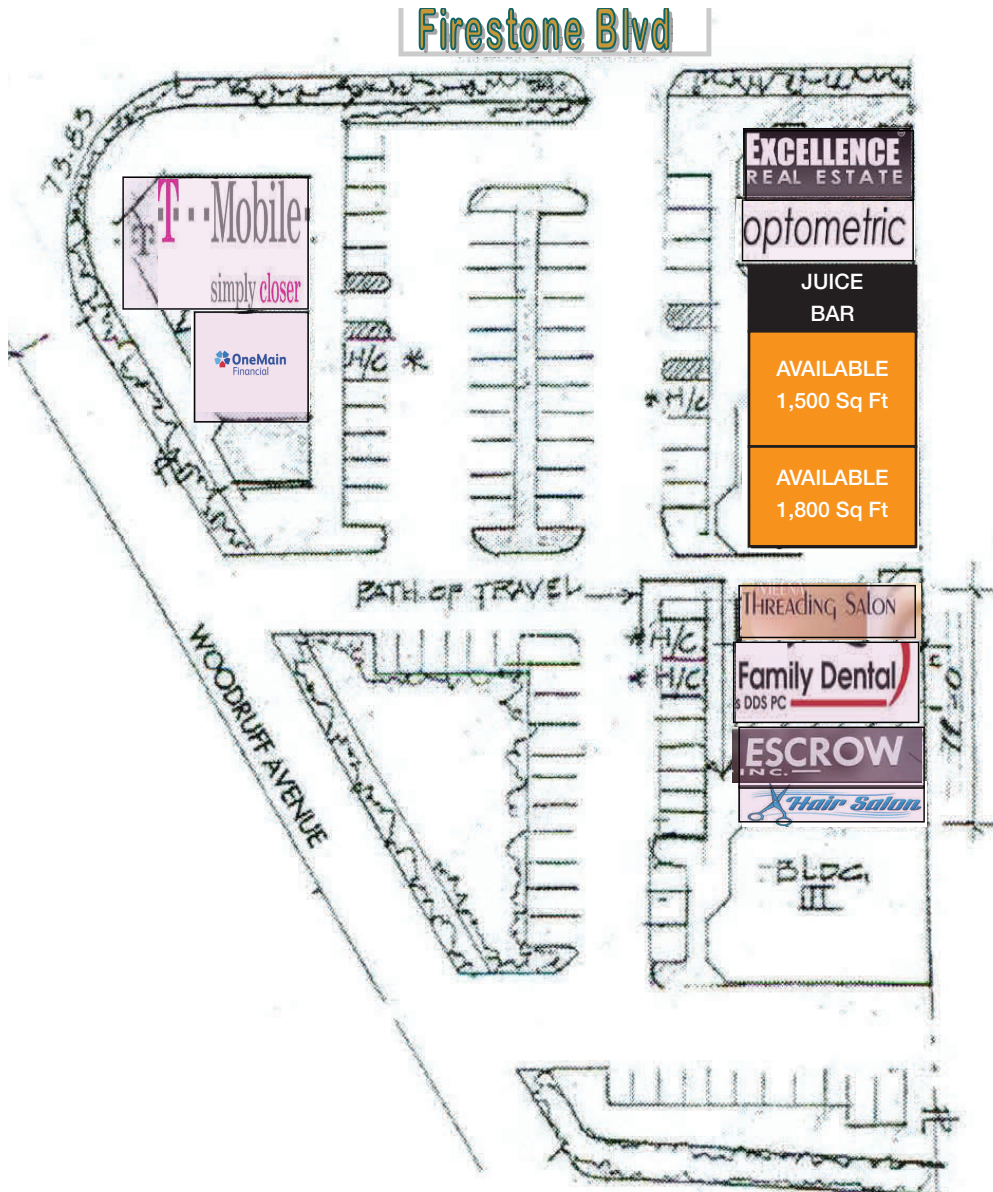 Firestone Blvd
73.53
T
T···Mobile·
simply closer
OneMain
Financial
H/C *
EXCELLENCE
REAL ESTATE
optometric
JUICE
BAR
AVAILABLE
1,500 Sq Ft
* H/C
AVAILABLE
1,800 Sq Ft
PATH OF TRAVEL
* H/C
* H/C
THREADING SALON
Family Dental
s DDS PC
ESCROW
INC.
Hair Salon
WOODRUFF AVENUE
BLDG.
III